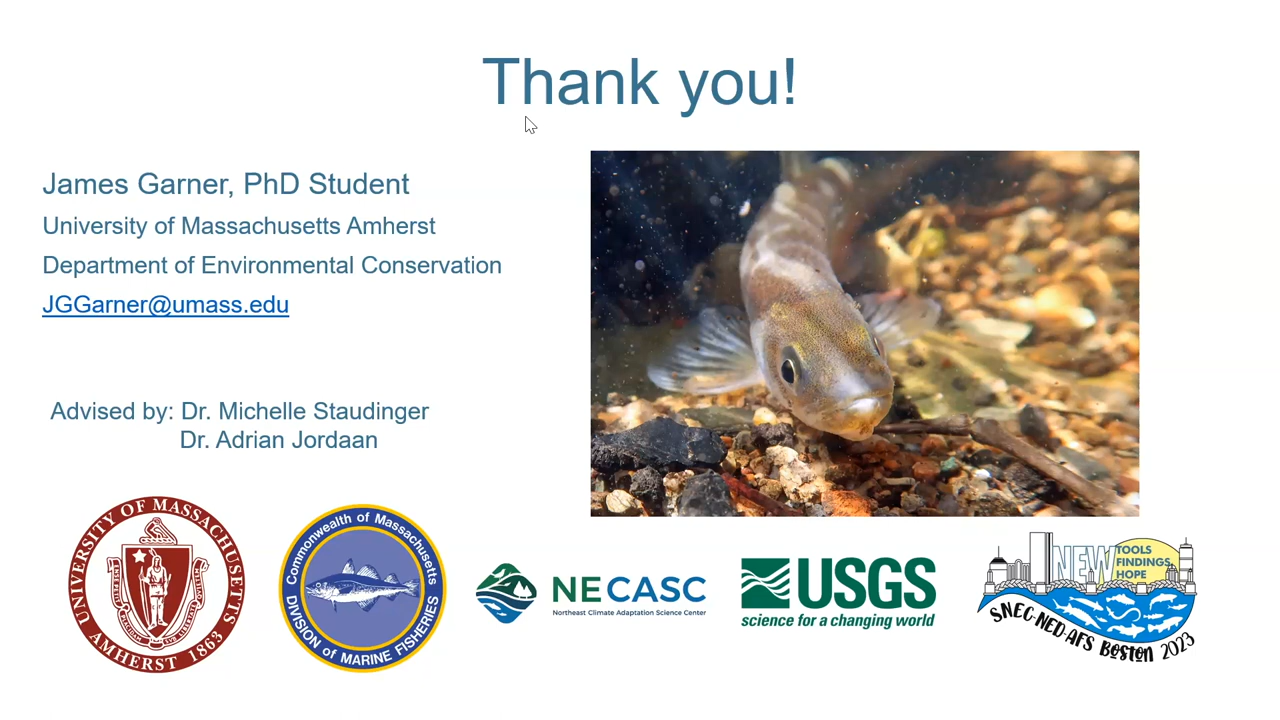 Thank you!
James Garner, PhD Student
University of Massachusetts Amherst
Department of Environmental Conservation
JGGarner@umass.edu
Advised by: Dr. Michelle Staudinger
Dr. Adrian Jordaan
UNIVERSITY OF MASSACHUSETTS
AMHERST 1863
Commonwealth of Massachusetts
DIVISION of MARINE FISHERIES
NECASC
Northeast Climate Adaptation Science Center
USGS
science for a changing world
NEW TOOLS
FINDINGS
HOPE
SNEC-NED-AFS BOSTON 2023